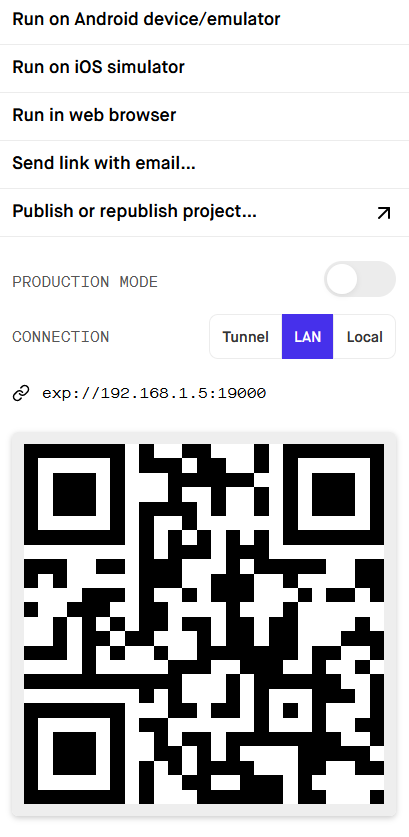 Run on Android device/emulator
Run on iOS simulator
Run in web browser
Send link with email...
Publish or republish project...
PRODUCTION MODE
CONNECTION Tunnel LAN Local
exp://192.168.1.5:19000